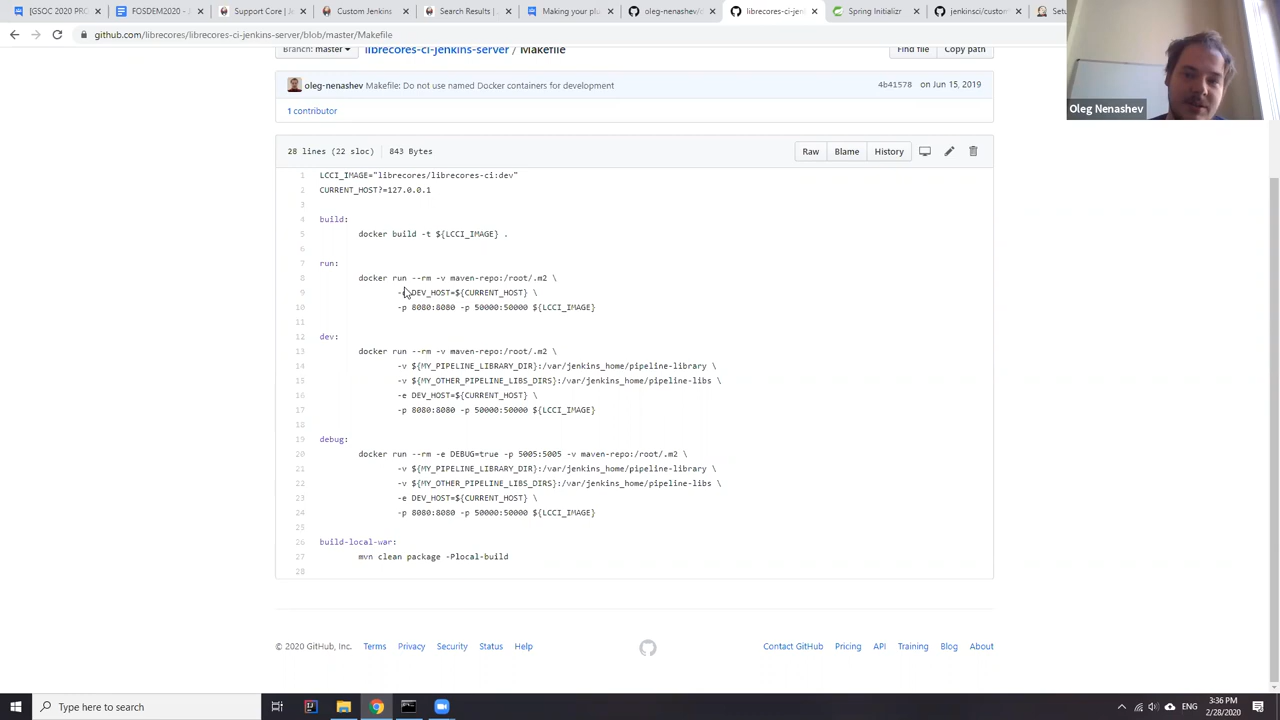 [GSOC 2020 PRO
FOSDEM2020 -
Support Core J
Custom Jenkins
Search Results |
Making your pl
oleg-nenashev/
librecores-ci-jen
Spring Initializr
jenkinsci/custom
Setu
github.com/librecores/librecores-ci-jenkins-server/blob/master/Makefile
Oleg Nenashev
Branch: master
librecores-ci-jenkins-server / Makefile
Find file
Copy path
oleg-nenashev Makefile: Do not use named Docker containers for development
4b41578 on Jun 15, 2019
1 contributor
28 lines (22 sloc) 843 Bytes
Raw
Blame
History
1 LCCI_IMAGE="librecores/librecores-ci:dev"
2 CURRENT_HOST?=127.0.0.1
3
4 build:
5 docker build -t ${LCCI_IMAGE} .
6
7 run:
8 docker run --rm -v maven-repo:/root/.m2 \
9 -e DEV_HOST=${CURRENT_HOST} \
10 -p 8080:8080 -p 50000:50000 ${LCCI_IMAGE}
11
12 dev:
13 docker run --rm -v maven-repo:/root/.m2 \
14 -v ${MY_PIPELINE_LIBRARY_DIR}:/var/jenkins_home/pipeline-library \
15 -v ${MY_OTHER_PIPELINE_LIBS_DIRS}:/var/jenkins_home/pipeline-libs \
16 -e DEV_HOST=${CURRENT_HOST} \
17 -p 8080:8080 -p 50000:50000 ${LCCI_IMAGE}
18
19 debug:
20 docker run --rm -e DEBUG=true -p 5005:5005 -v maven-repo:/root/.m2 \
21 -v ${MY_PIPELINE_LIBRARY_DIR}:/var/jenkins_home/pipeline-library \
22 -v ${MY_OTHER_PIPELINE_LIBS_DIRS}:/var/jenkins_home/pipeline-libs \
23 -e DEV_HOST=${CURRENT_HOST} \
24 -p 8080:8080 -p 50000:50000 ${LCCI_IMAGE}
25
26 build-local-war:
27 mvn clean package -Plocal-build
28
© 2020 GitHub, Inc. Terms Privacy Security Status Help
Contact GitHub Pricing API Training Blog About
Type here to search
ENG
3:36 PM
2/28/2020